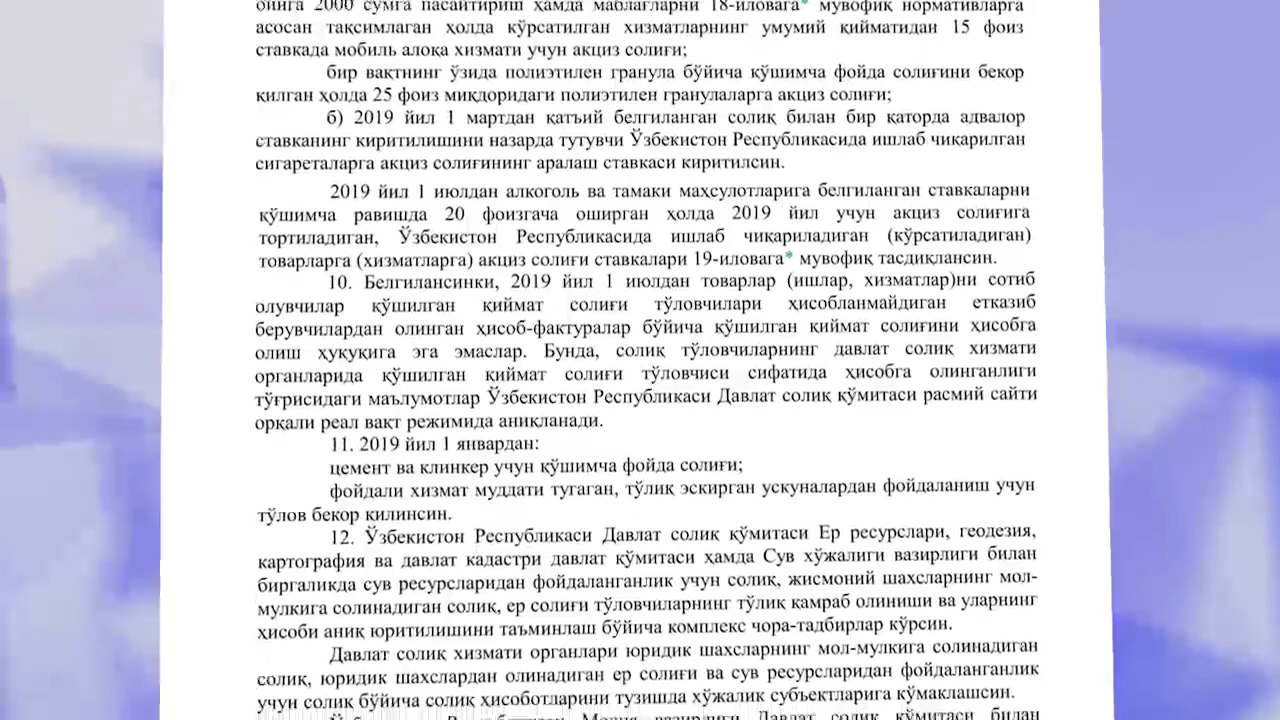 ойига 2000 сўмга пасайтириш ҳамда маблағларни 18-иловага* мувофиқ нормативларга
асосан тақсимлаган ҳолда кўрсатилган хизматларнинг умумий қийматидан 15 фоиз
ставкада мобиль алоқа хизмати учун акциз солиғи;
бир вақтнинг ўзида полиэтилен гранула бўйича қўшимча фойда солиғини бекор
қилган ҳолда 25 фоиз миқдоридаги полиэтилен гранулаларга акциз солиғи;
б) 2019 йил 1 мартдан қатъий белгиланган солиқ билан бир қаторда адвалор
ставканинг киритилишини назарда тутувчи Ўзбекистон Республикасида ишлаб чиқарилган
сигареталарга акциз солиғининг аралаш ставкаси киритилсин.
2019 йил 1 июлдан алкоголь ва тамаки маҳсулотларига белгиланган ставкаларни
қўшимча равишда 20 фоизгача оширган ҳолда 2019 йил учун акциз солиғига
тортиладиган, Ўзбекистон Республикасида ишлаб чиқариладиган (кўрсатиладиган)
товарларга (хизматларга) акциз солиғи ставкалари 19-иловага* мувофиқ тасдиқлансин.
10. Белгилансинки, 2019 йил 1 июлдан товарлар (ишлар, хизматлар)ни сотиб
олувчилар қўшилган қиймат солиғи тўловчилари ҳисобланмайдиган етказиб
берувчилардан олинган ҳисоб-фактуралар бўйича қўшилган қиймат солиғини ҳисобга
олиш ҳуқуқига эга эмаслар. Бунда, солиқ тўловчиларнинг давлат солиқ хизмати
органларида қўшилган қиймат солиғи тўловчиси сифатида ҳисобга олинганлиги
тўғрисидаги маълумотлар Ўзбекистон Республикаси Давлат солиқ қўмитаси расмий сайти
орқали реал вақт режимида аниқланади.
11. 2019 йил 1 январдан:
цемент ва клинкер учун қўшимча фойда солиғи;
фойдали хизмат муддати тугаган, тўлиқ эскирган ускуналардан фойдаланиш учун
тўлов бекор қилинсин.
12. Ўзбекистон Республикаси Давлат солиқ қўмитаси Ер ресурслари, геодезия,
картография ва давлат кадастри давлат қўмитаси ҳамда Сув хўжалиги вазирлиги билан
биргаликда сув ресурсларидан фойдаланганлик учун солиқ, жисмоний шахсларнинг мол-
мулкига солинадиган солиқ, ер солиғи тўловчиларнинг тўлиқ қамраб олиниши ва уларнинг
ҳисоби аниқ юритилишини таъминлаш бўйича комплекс чора-тадбирлар кўрсин.
Давлат солиқ хизмати органлари юридик шахсларнинг мол-мулкига солинадиган
солиқ, юридик шахслардан олинадиган ер солиғи ва сув ресурсларидан фойдаланганлик
учун солиқ бўйича солиқ ҳисоботларини тузишда хўжалик субъектларига кўмаклашсин.
Ўзбекистон Республикаси Молия вазирлиги Давлат солиқ қўмитаси билан